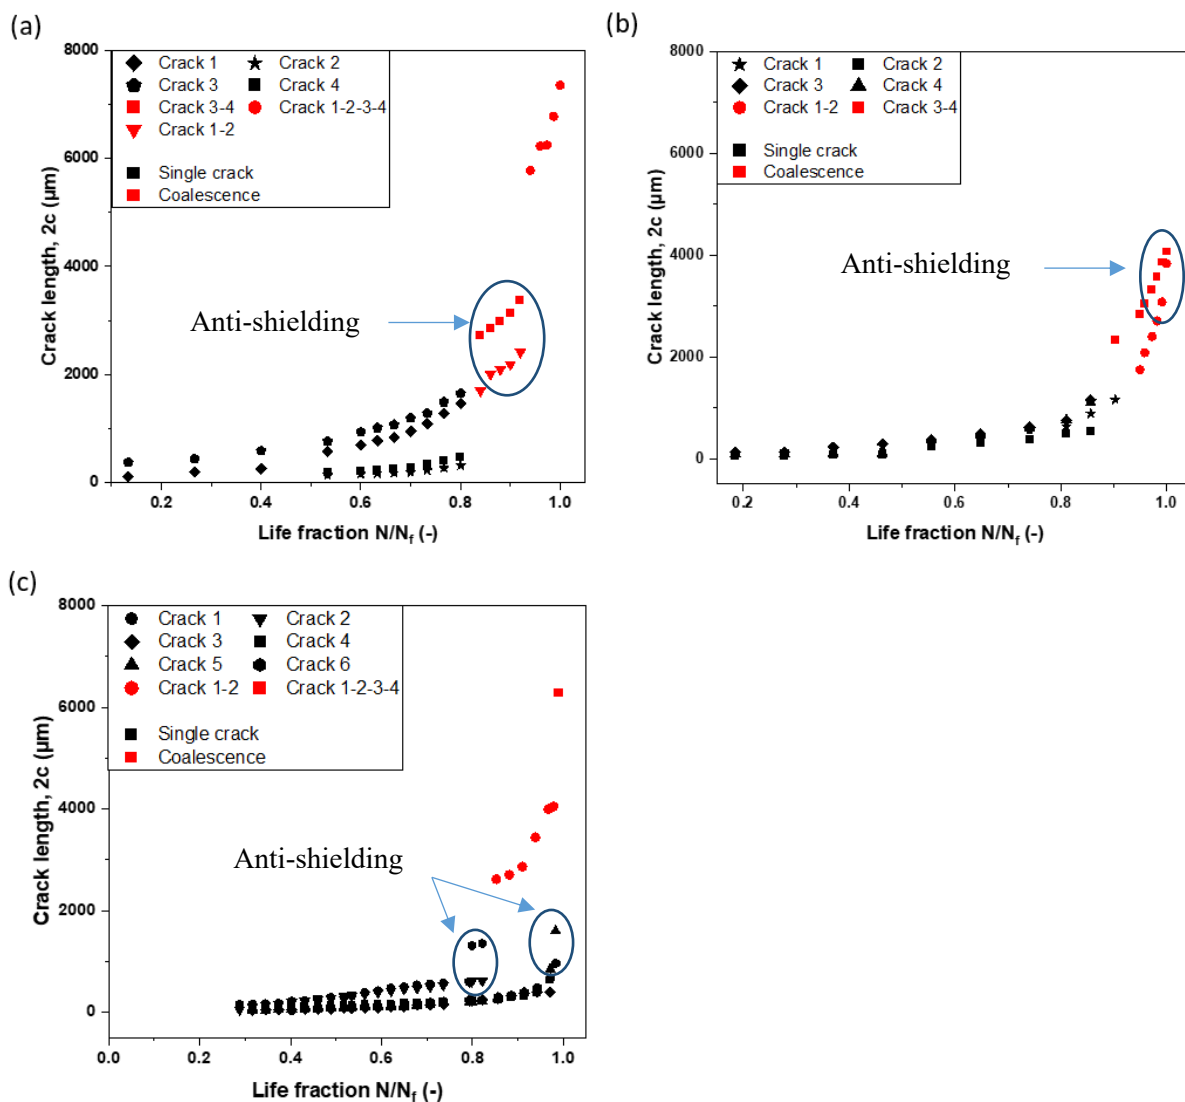 (a)
8000
6000
4000
2000
0
Crack length, 2c (µm)
Crack 1 Crack 2
Crack 3 Crack 4
Crack 3-4 Crack 1-2-3-4
Crack 1-2
Single crack
Coalescence
Anti-shielding
0.2 0.4 0.6 0.8 1.0
Life fraction N/Nf (-)
(b)
8000
6000
4000
2000
0
Crack length, 2c (µm)
Crack 1 Crack 2
Crack 3 Crack 4
Crack 1-2 Crack 3-4
Single crack
Coalescence
Anti-shielding
0.2 0.4 0.6 0.8 1.0
Life fraction N/Nf (-)
(c)
8000
6000
4000
2000
0
Crack length, 2c (µm)
Crack 1 Crack 2
Crack 3 Crack 4
Crack 5 Crack 6
Crack 1-2 Crack 1-2-3-4
Single crack
Coalescence
Anti-shielding
0.0 0.2 0.4 0.6 0.8 1.0
Life fraction N/Nf (-)